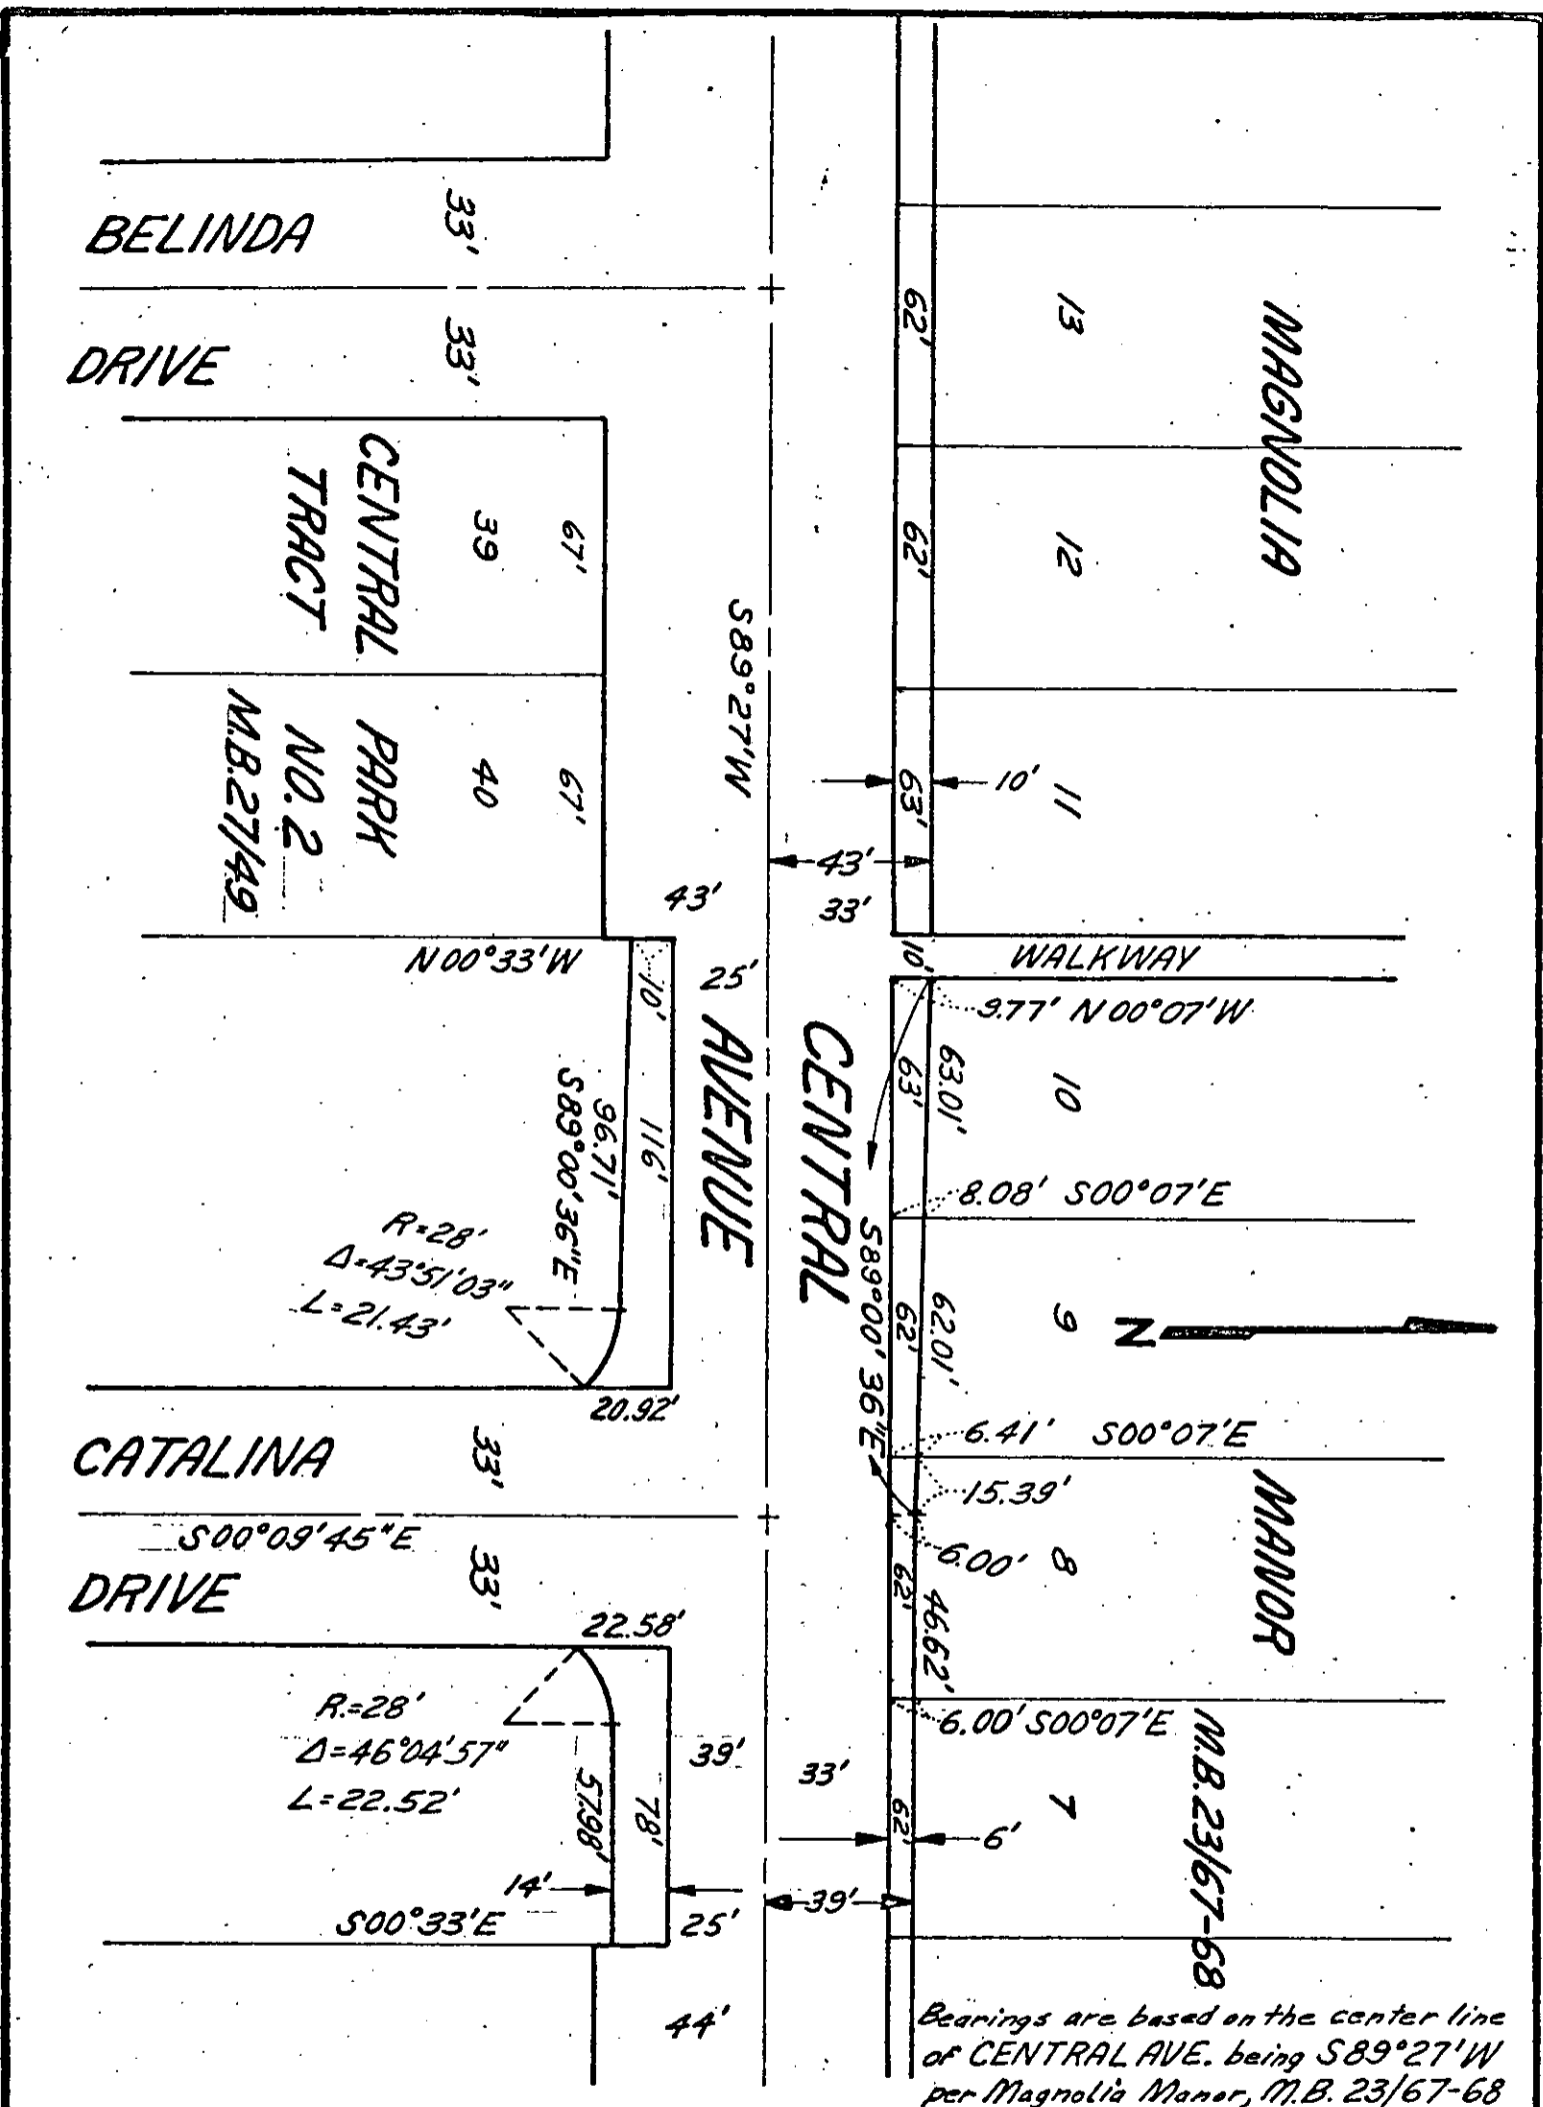 BELINDA
DRIVE
33'
33'
CENTRAL
TRACT
PARK
NO. 2
M.B.27/49
39
67'
40
67'
S89°27'W
43'
33'
43'
25'
62'
62'
63'
10'
13
12
11
MAGNOLIA
N00°33'W
10'
116'
96.71'
S89°00'36"E
R=28'
Δ=43°51'03"
L=21.43'
20.92'
AVENUE
CENTRAL
10'
WALKWAY
9.77' N00°07'W
63.01'
63'
10
8.08' S00°07'E
S89°00'36"E
62.01'
62'
9
N
6.41' S00°07'E
15.39'
6.00'
8
62'
46.62'
6.00' S00°07'E
MANOR
M.B.23/67-68
7
62'
6'
39'
33'
39'
25'
CATALINA
S00°09'45"E
DRIVE
33'
33'
22.58'
R=28'
Δ=46°04'57"
L=22.52'
57.98'
78'
14'
S00°33'E
44'
Bearings are based on the center line
of CENTRAL AVE. being S89°27'W
per Magnolia Manor, M.B. 23/67-68